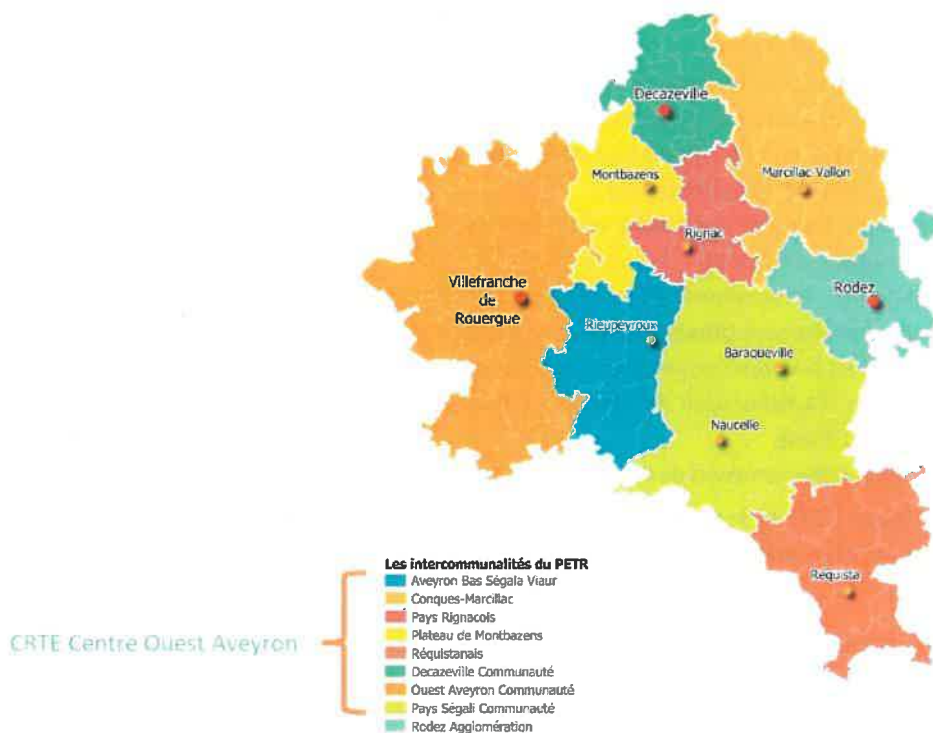 Decazeville
Montbazens
Marcillac Vallon
Rignac
Villefranche
de
Rouergue
Rodez
Rieupeyroux
Baraqueville
Naucelle
Réquista
Les intercommunalités du PETR
Aveyron Bas Ségala Viaur
Conques-Marcillac
Pays Rignacois
Plateau de Montbazens
Réquistanais
Decazeville Communauté
Ouest Aveyron Communauté
Pays Ségali Communauté
Rodez Agglomération
CRTE Centre Ouest Aveyron